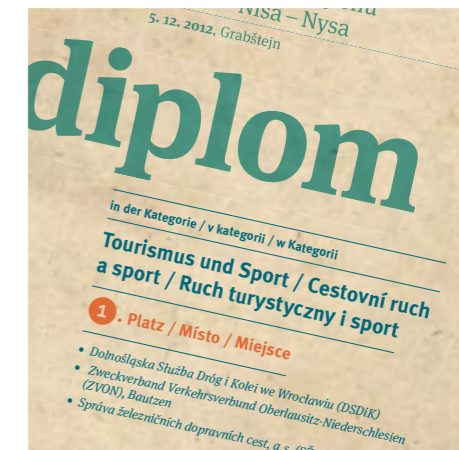 Nisa – Nysa
5. 12. 2012, Grabštejn
diplom
in der Kategorie / v kategorii / w Kategorii
Tourismus und Sport / Cestovní ruch
a sport / Ruch turystyczny i sport
1. Platz / Místo / Miejsce
• Dolnośląska Służba Dróg i Kolei we Wrocławiu (DSDiK)
• Zweckverband Verkehrsverbund Oberlausitz-Niederschlesien
(ZVON), Bautzen
• Správa železničních dopravních cest, a.s.